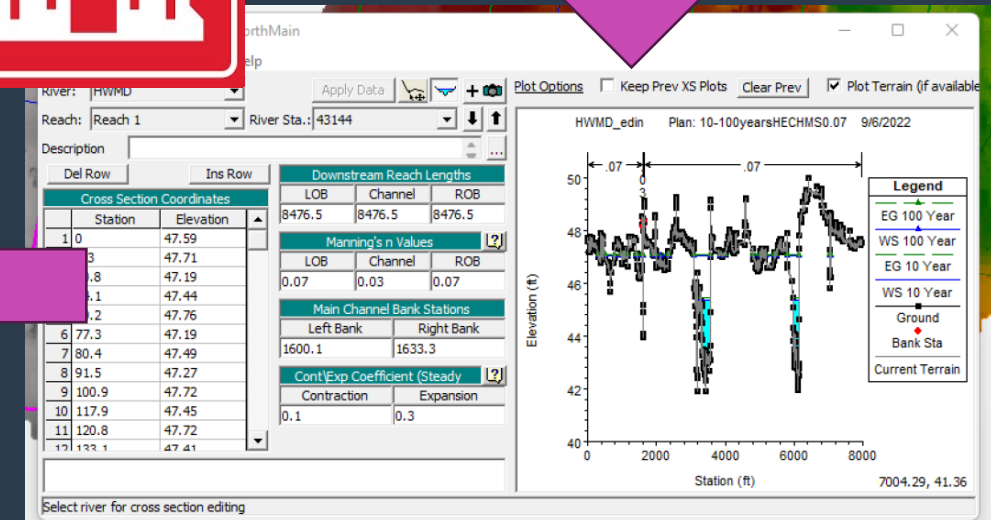 orthMain
elp
River: HWMD
Apply Data
Plot Options Keep Prev XS Plots Clear Prev Plot Terrain (if available
Reach: Reach 1 River Sta.: 43144
Description ...
Del Row Ins Row
Cross Section Coordinates
Station Elevation
1 0 47.59
3 47.71
.8 47.19
.1 47.44
.2 47.76
6 77.3 47.19
7 80.4 47.49
8 91.5 47.27
9 100.9 47.72
10 117.9 47.45
11 120.8 47.72
12 133.1 47.41
Downstream Reach Lengths
LOB Channel ROB
8476.5 8476.5 8476.5
Manning's n Values ?
LOB Channel ROB
0.07 0.03 0.07
Main Channel Bank Stations
Left Bank Right Bank
1600.1 1633.3
Cont\Exp Coefficient (Steady ?
Contraction Expansion
0.1 0.3
HWMD_edin Plan: 10-100yearsHECHMS0.07 9/6/2022
.07 .07
0
3
50
48
46
44
42
40
Elevation (ft)
0 2000 4000 6000 8000
Station (ft)
Legend
EG 100 Year
WS 100 Year
EG 10 Year
WS 10 Year
Ground
Bank Sta
Current Terrain
7004.29, 41.36
Select river for cross section editing